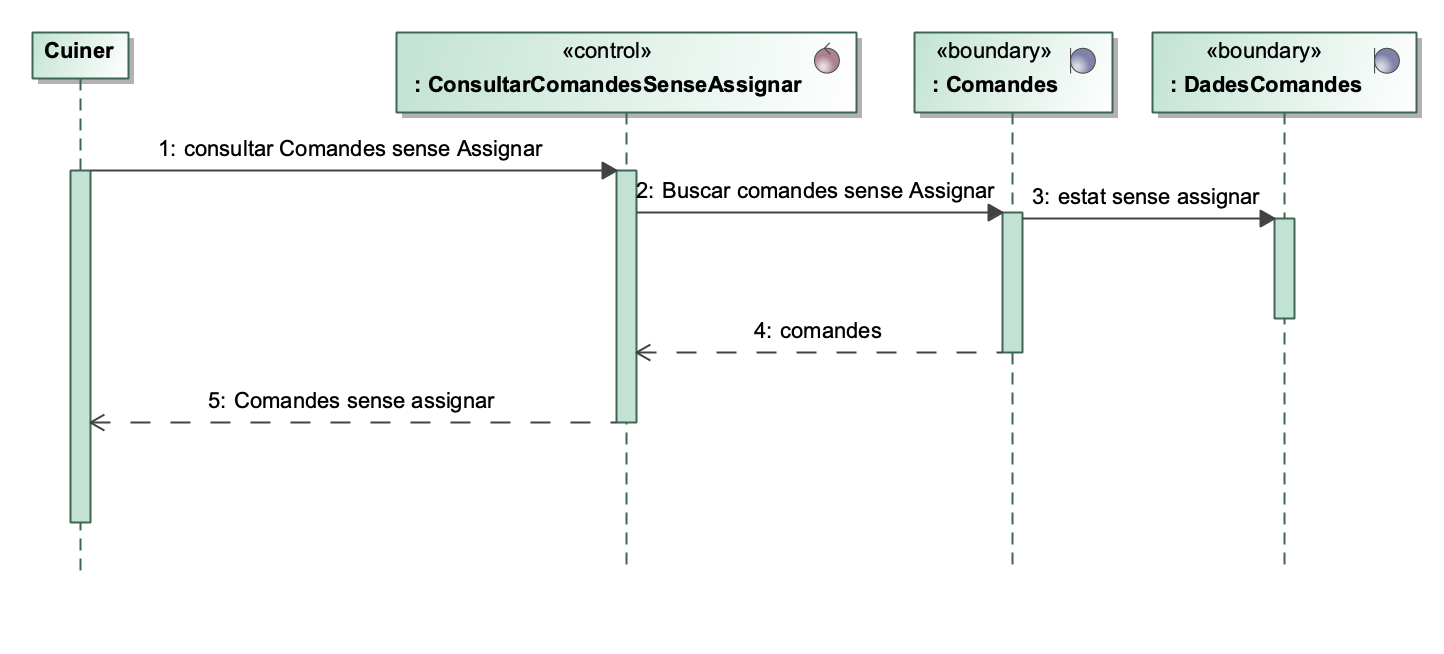 Cuiner
«control»
: ConsultarComandesSenseAssignar
«boundary»
: Comandes
«boundary»
: DadesComandes
1: consultar Comandes sense Assignar
2: Buscar comandes sense Assignar
3: estat sense assignar
4: comandes
5: Comandes sense assignar